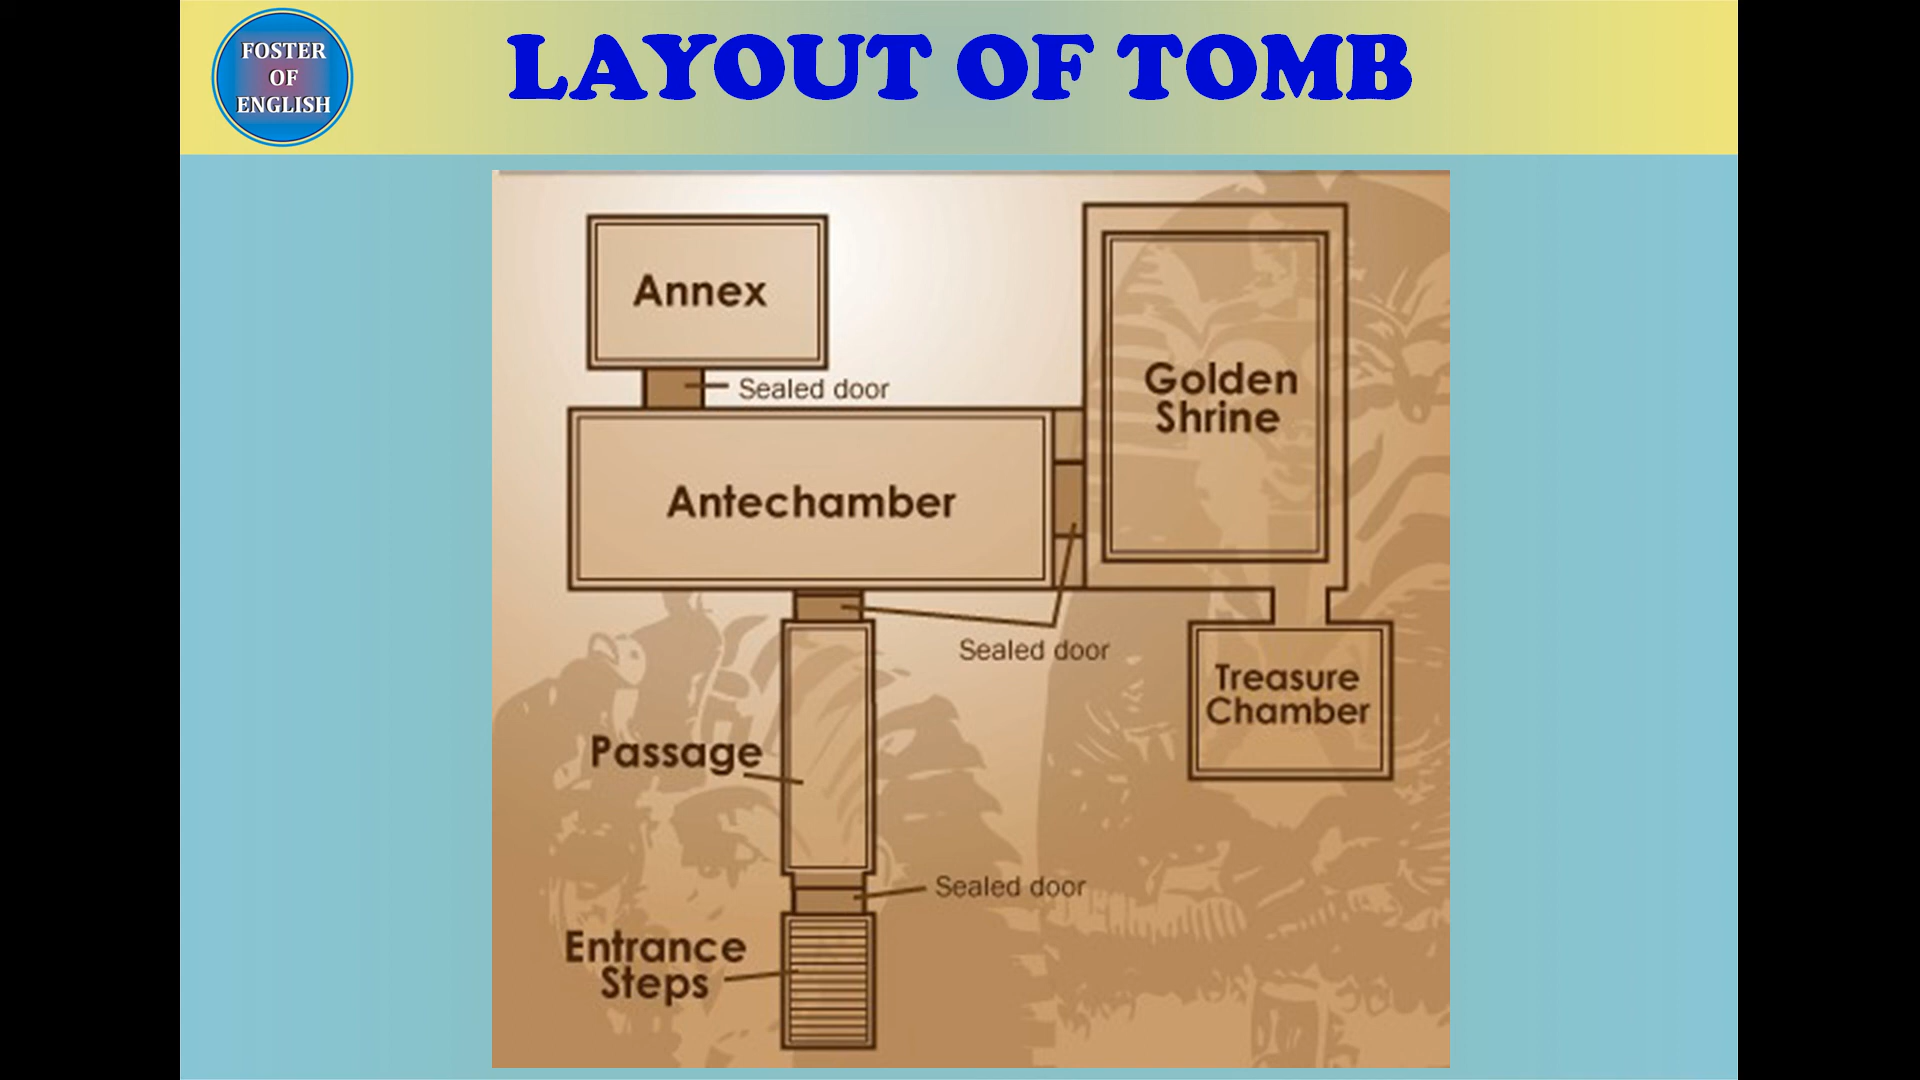 FOSTER
OF
ENGLISH
LAYOUT OF TOMB
Annex
Sealed door
Golden
Shrine
Antechamber
Sealed door
Treasure
Chamber
Passage
Sealed door
Entrance
Steps